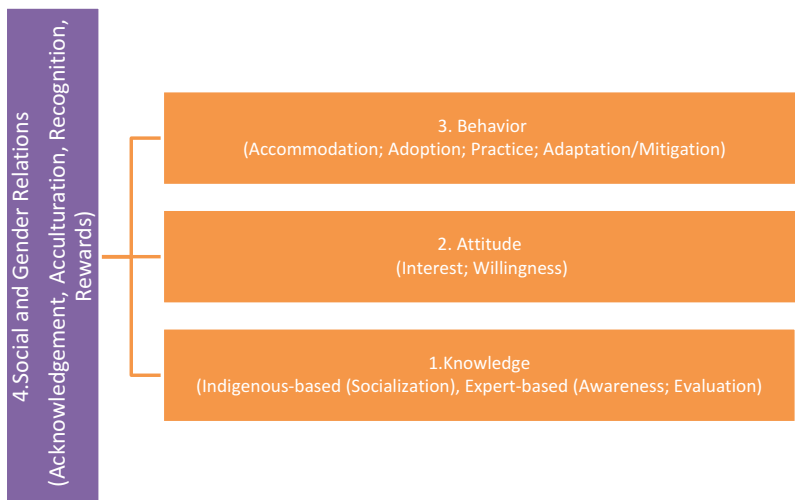 4.Social and Gender Relations
(Acknowledgement, Acculturation, Recognition,
Rewards)
3. Behavior
(Accommodation; Adoption; Practice; Adaptation/Mitigation)
2. Attitude
(Interest; Willingness)
1.Knowledge
(Indigenous-based (Socialization), Expert-based (Awareness; Evaluation)